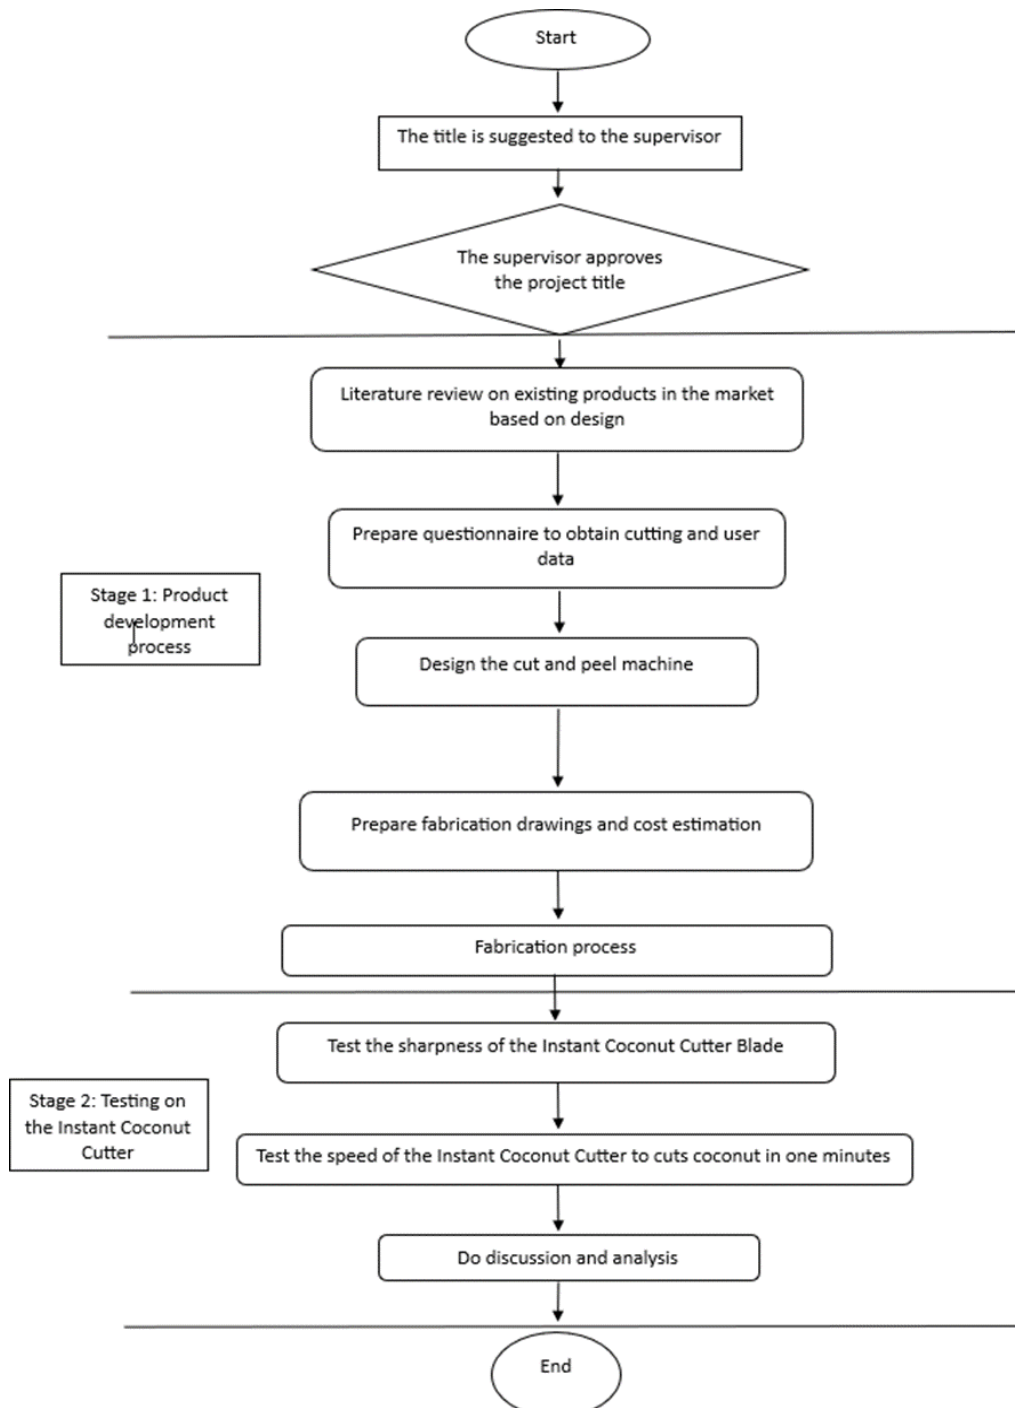 Start
The title is suggested to the supervisor
The supervisor approves
the project title
Literature review on existing products in the market
based on design
Prepare questionnaire to obtain cutting and user
data
Stage 1: Product
development
process
Design the cut and peel machine
Prepare fabrication drawings and cost estimation
Fabrication process
Test the sharpness of the Instant Coconut Cutter Blade
Stage 2: Testing on
the Instant Coconut
Cutter
Test the speed of the Instant Coconut Cutter to cuts coconut in one minutes
Do discussion and analysis
End